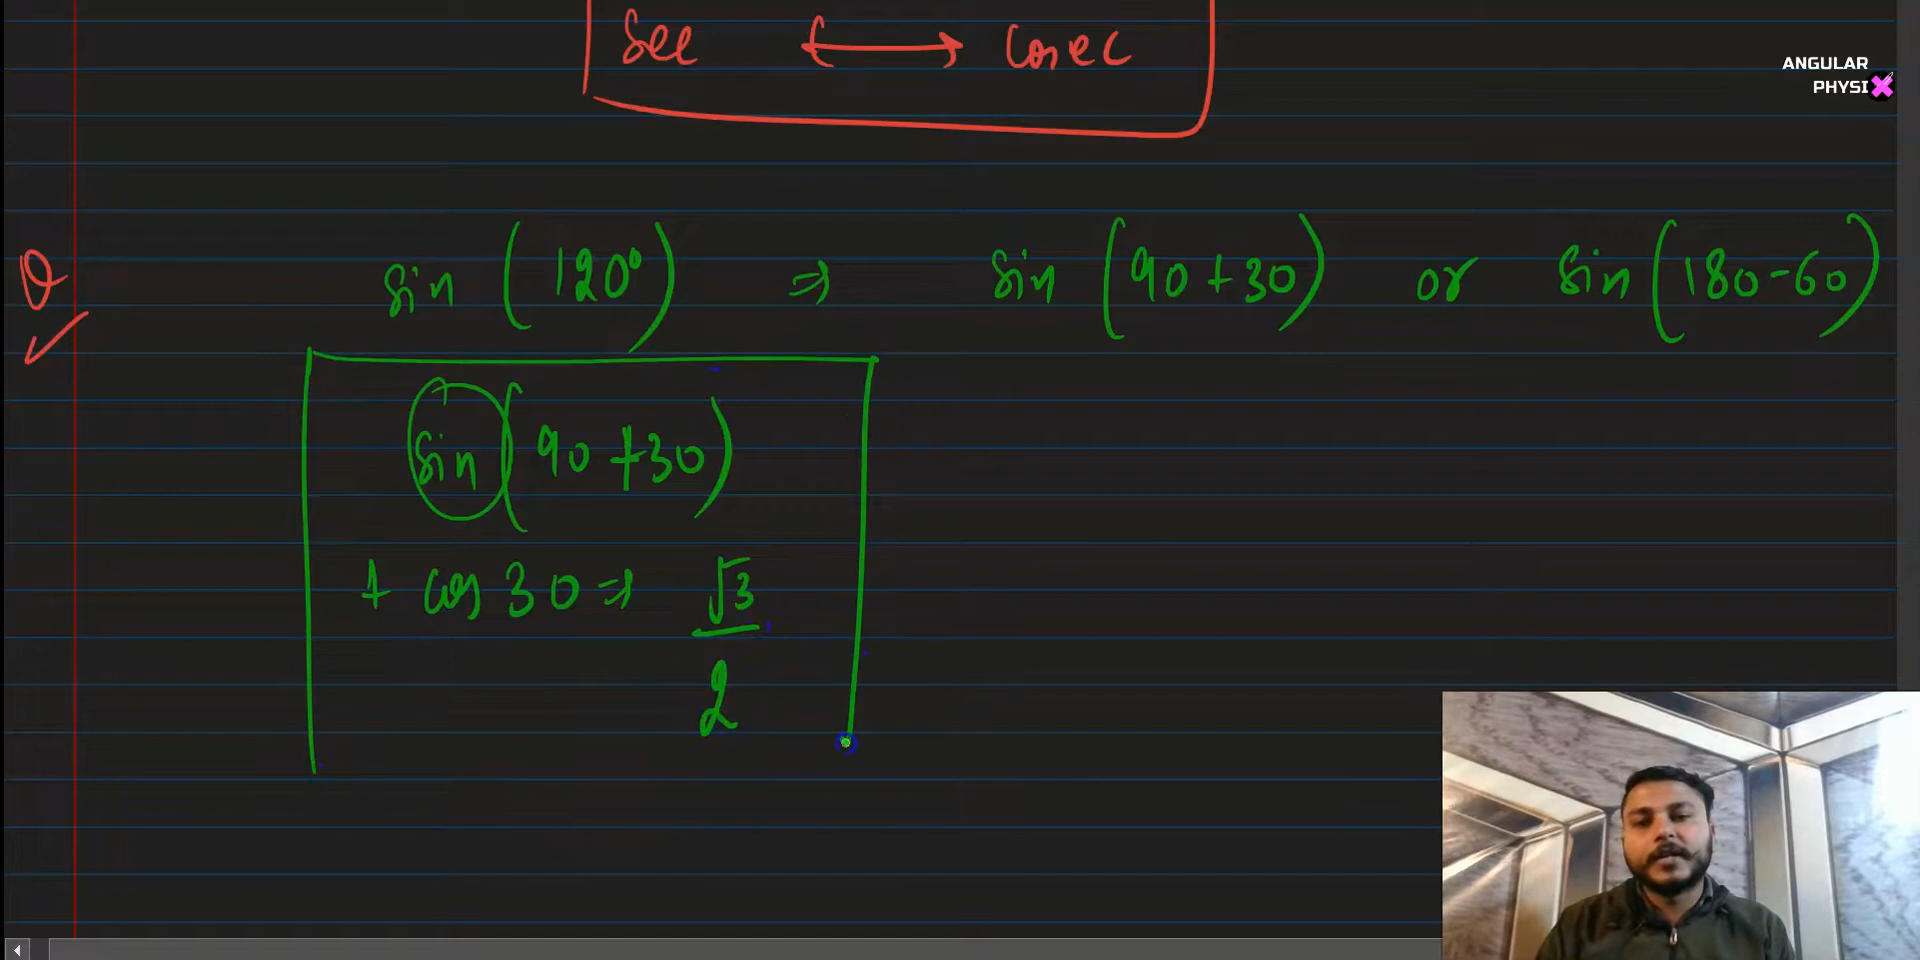 Sec ⟷ Cosec
ANGULAR
PHYSI
Q sin (120°) ⇒ sin (90+30) or sin (180-60)
sin (90+30)
+ cos 30 ⇒ √3/2